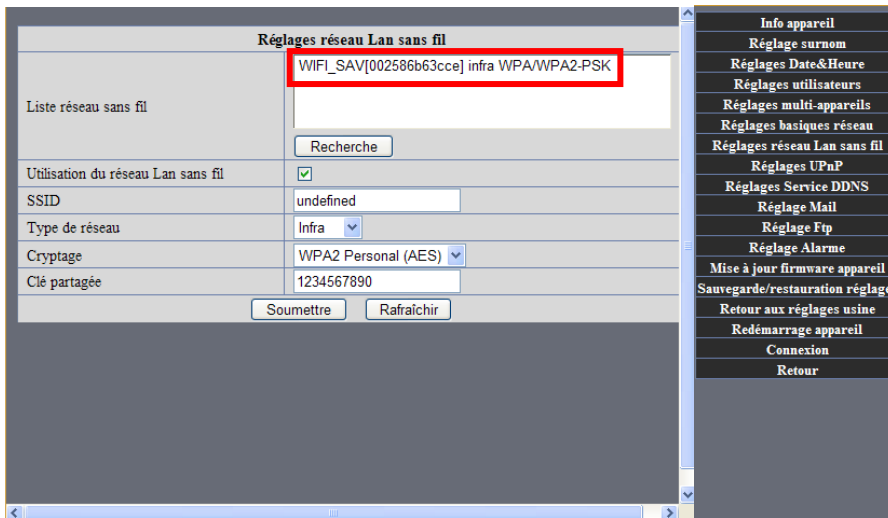 Réglages réseau Lan sans fil
Liste réseau sans fil
WIFI_SAV[002586b63cce] infra WPA/WPA2-PSK
Recherche
Utilisation du réseau Lan sans fil
SSID
undefined
Type de réseau
Infra
Cryptage
WPA2 Personal (AES)
Clé partagée
1234567890
Soumettre
Rafraîchir
Info appareil
Réglage surnom
Réglages Date&Heure
Réglages utilisateurs
Réglages multi-appareils
Réglages basiques réseau
Réglages réseau Lan sans fil
Réglages UPnP
Réglages Service DDNS
Réglage Mail
Réglage Ftp
Réglage Alarme
Mise à jour firmware appareil
Sauvegarde/restauration réglage
Retour aux réglages usine
Redémarrage appareil
Connexion
Retour